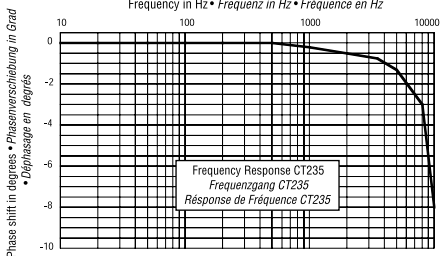 Frequency in Hz • Frequenz in Hz • Fréquence en Hz
10 100 1000 10000
Phase shift in degrees • Phasenverschiebung in Grad
• Déphasage en degrés
0
-2
-4
-6
-8
-10
Frequency Response CT235
Frequenzgang CT235
Résponse de Fréquence CT235